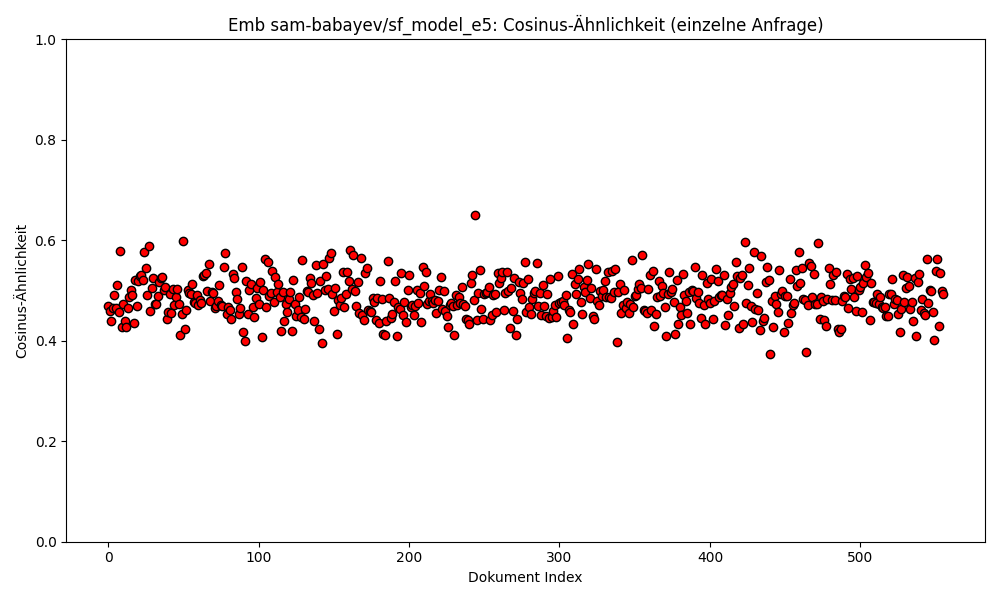 Emb sam-babayev/sf_model_e5: Cosinus-Ähnlichkeit (einzelne Anfrage)
1.0
0.8
0.6
0.4
0.2
0.0
Cosinus-Ähnlichkeit
0 100 200 300 400 500
Dokument Index